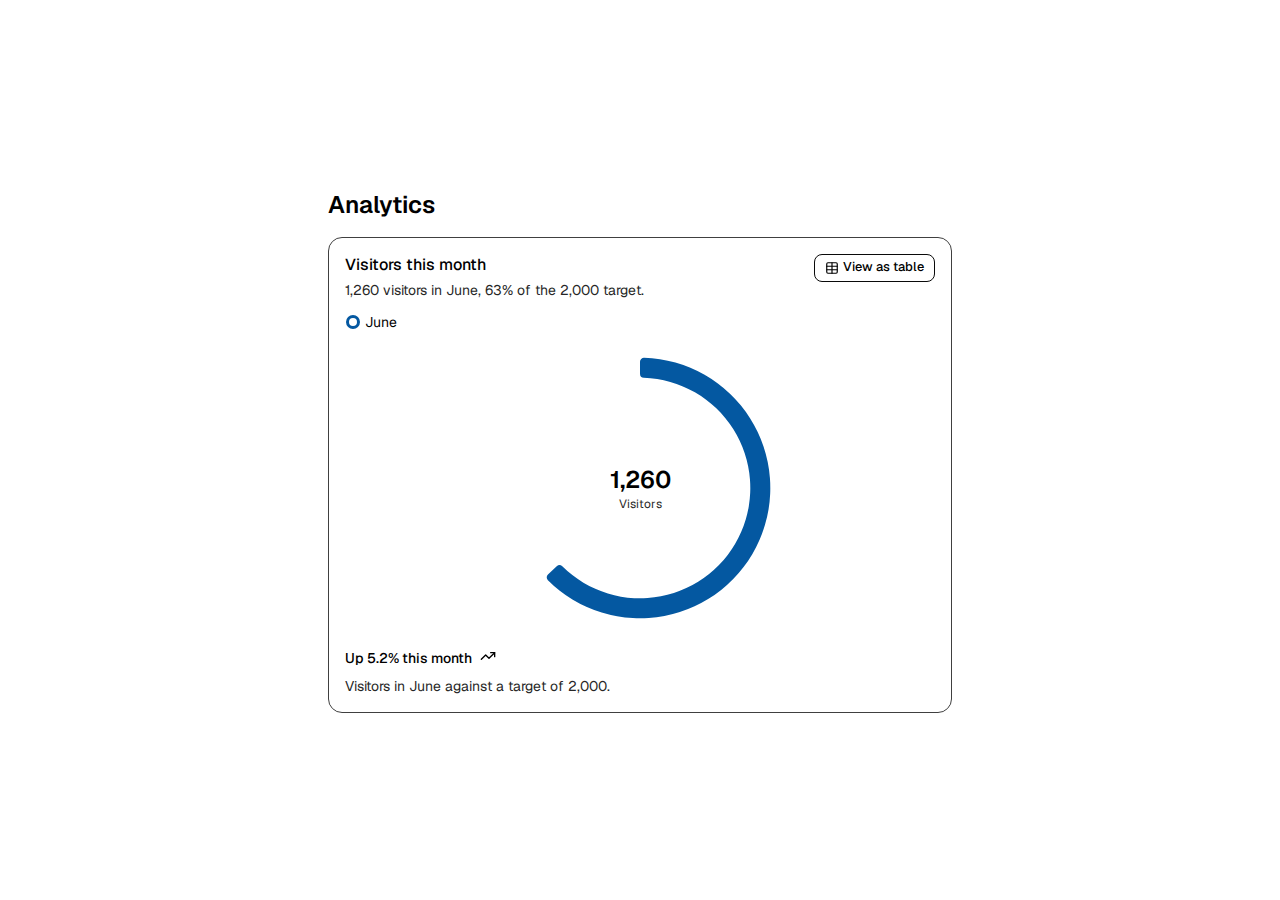 Analytics
Visitors this month
View as table
1,260 visitors in June, 63% of the 2,000 target.
June
1,260
Visitors
Up 5.2% this month
Visitors in June against a target of 2,000.